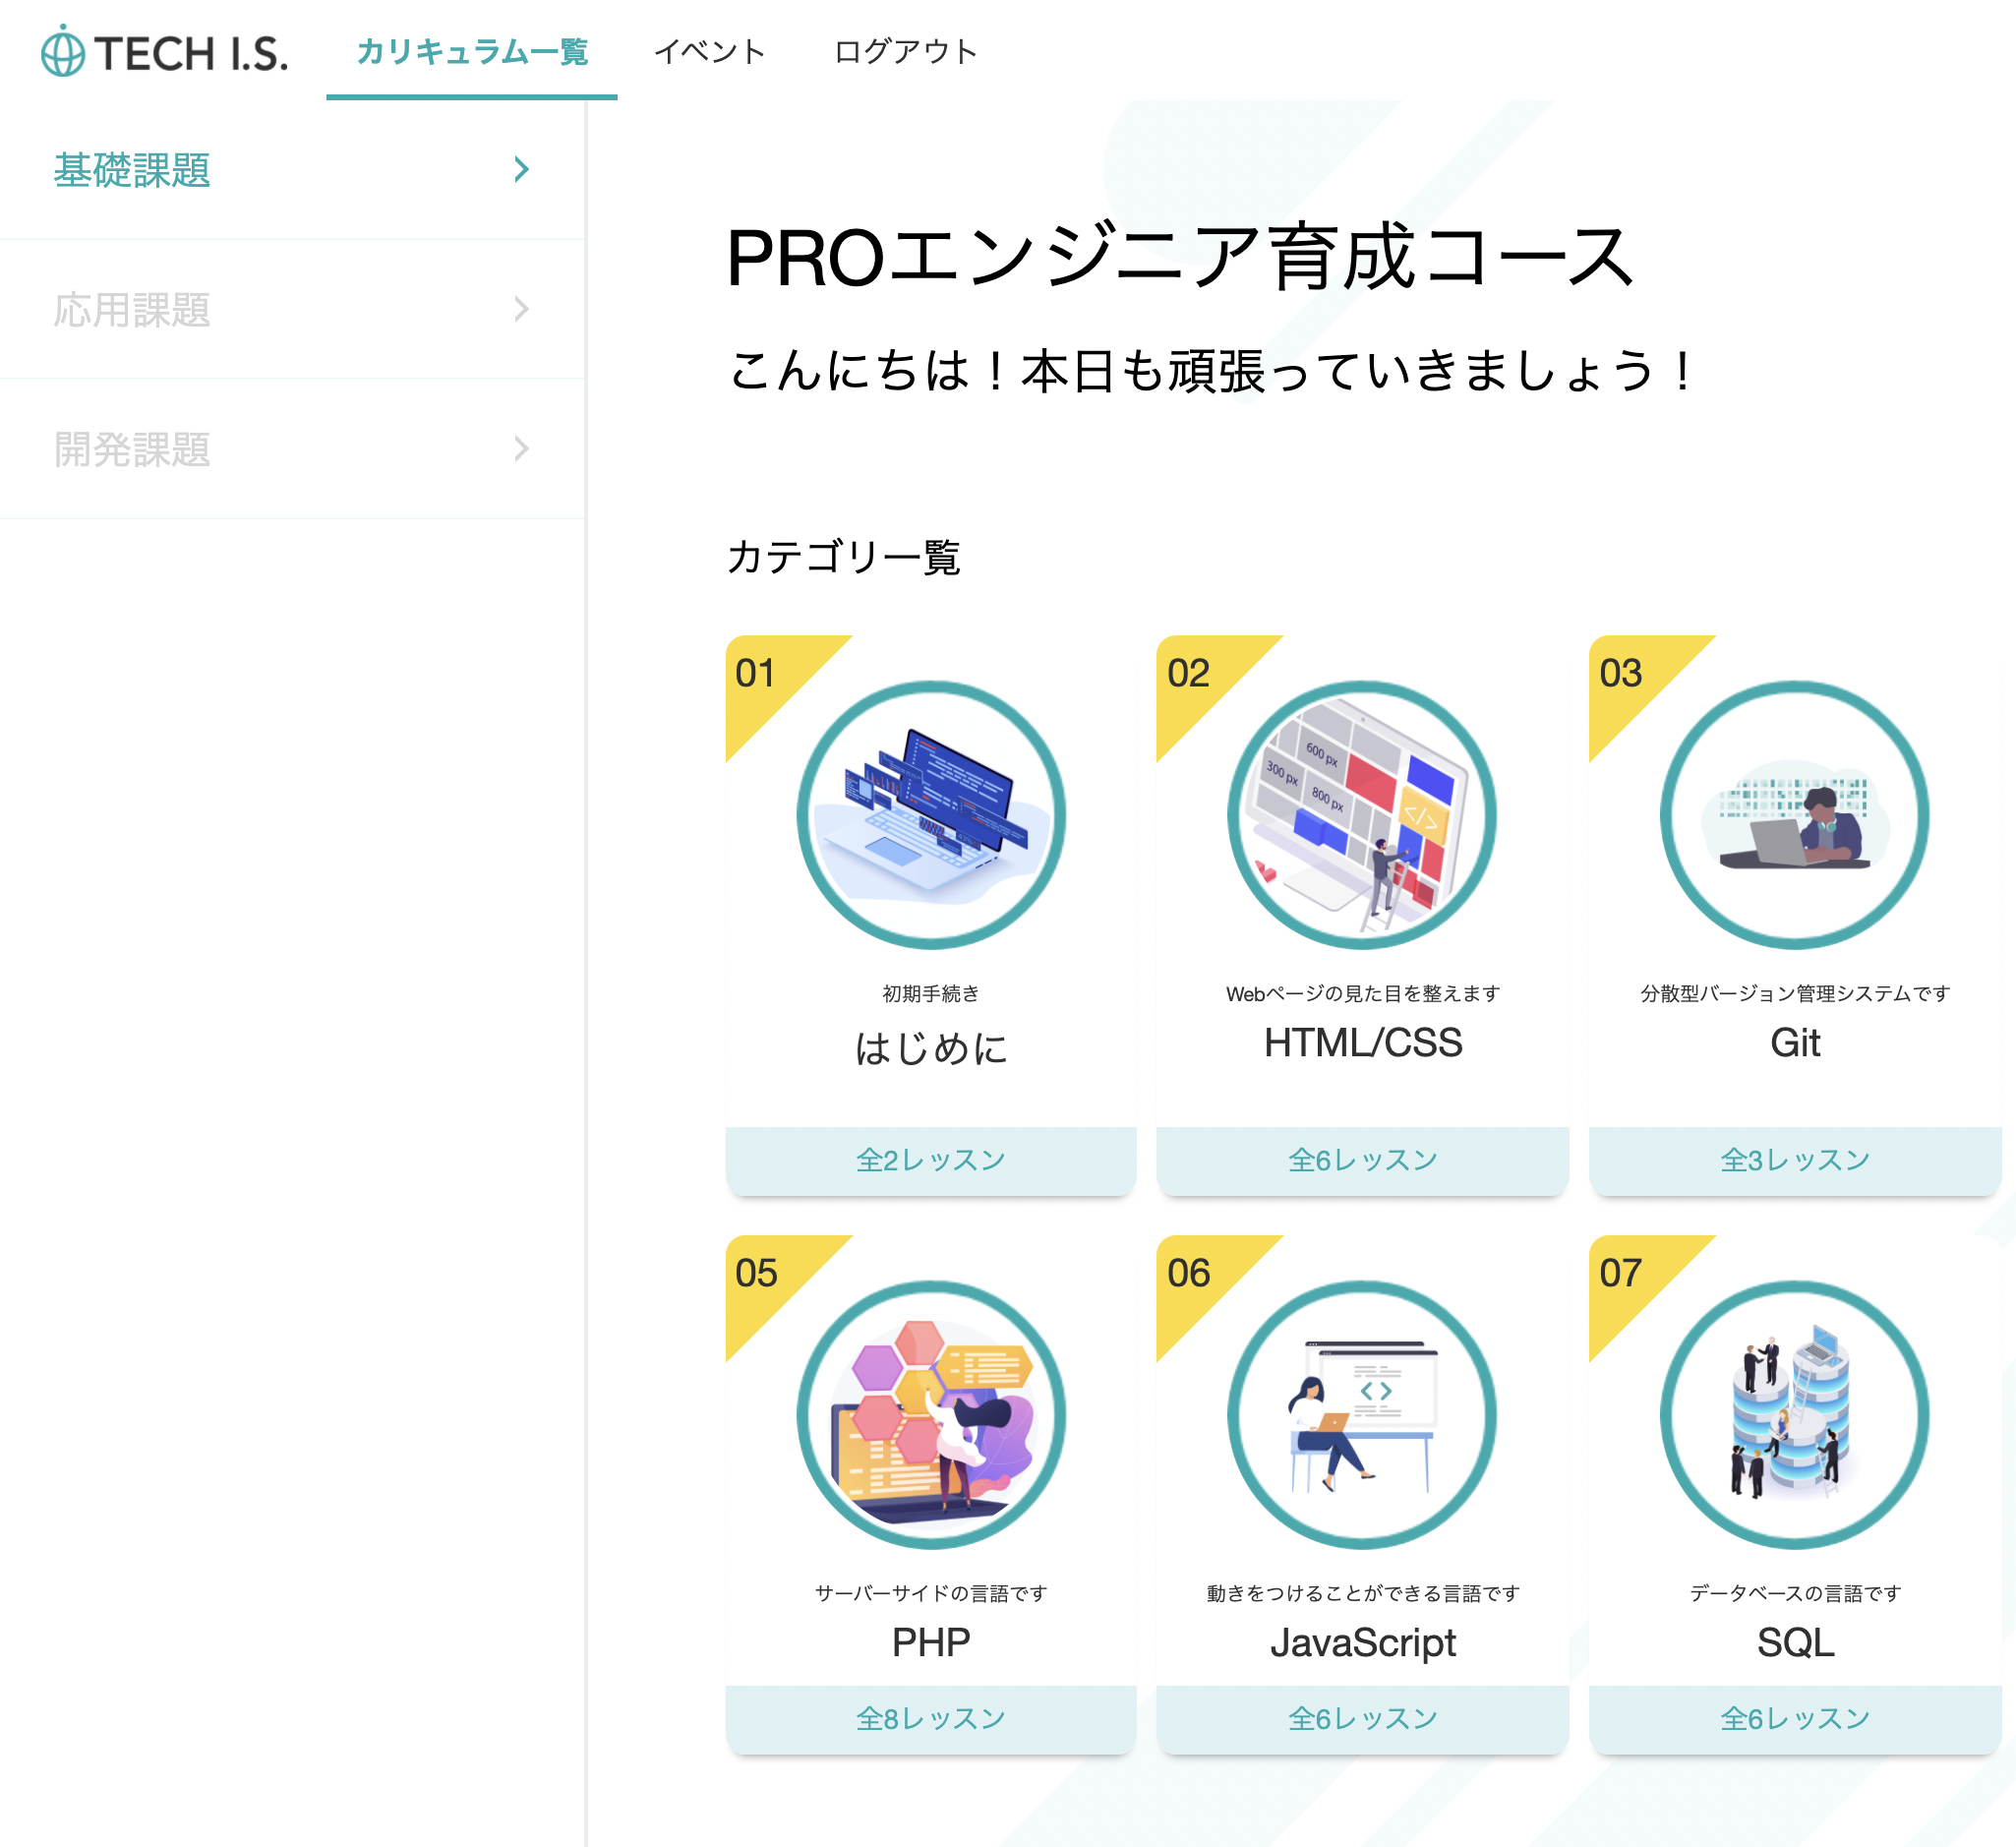 TECH I.S.
カリキュラム一覧
イベント
ログアウト
基礎課題
応用課題
開発課題
PROエンジニア育成コース
こんにちは！本日も頑張っていきましょう！
カテゴリ一覧
01
初期手続き
はじめに
全2レッスン
02
600 px
300 px
800 px
</>
Webページの見た目を整えます
HTML/CSS
全6レッスン
03
分散型バージョン管理システムです
Git
全3レッスン
05
サーバーサイドの言語です
PHP
全8レッスン
06
動きをつけることができる言語です
JavaScript
全6レッスン
07
データベースの言語です
SQL
全6レッスン